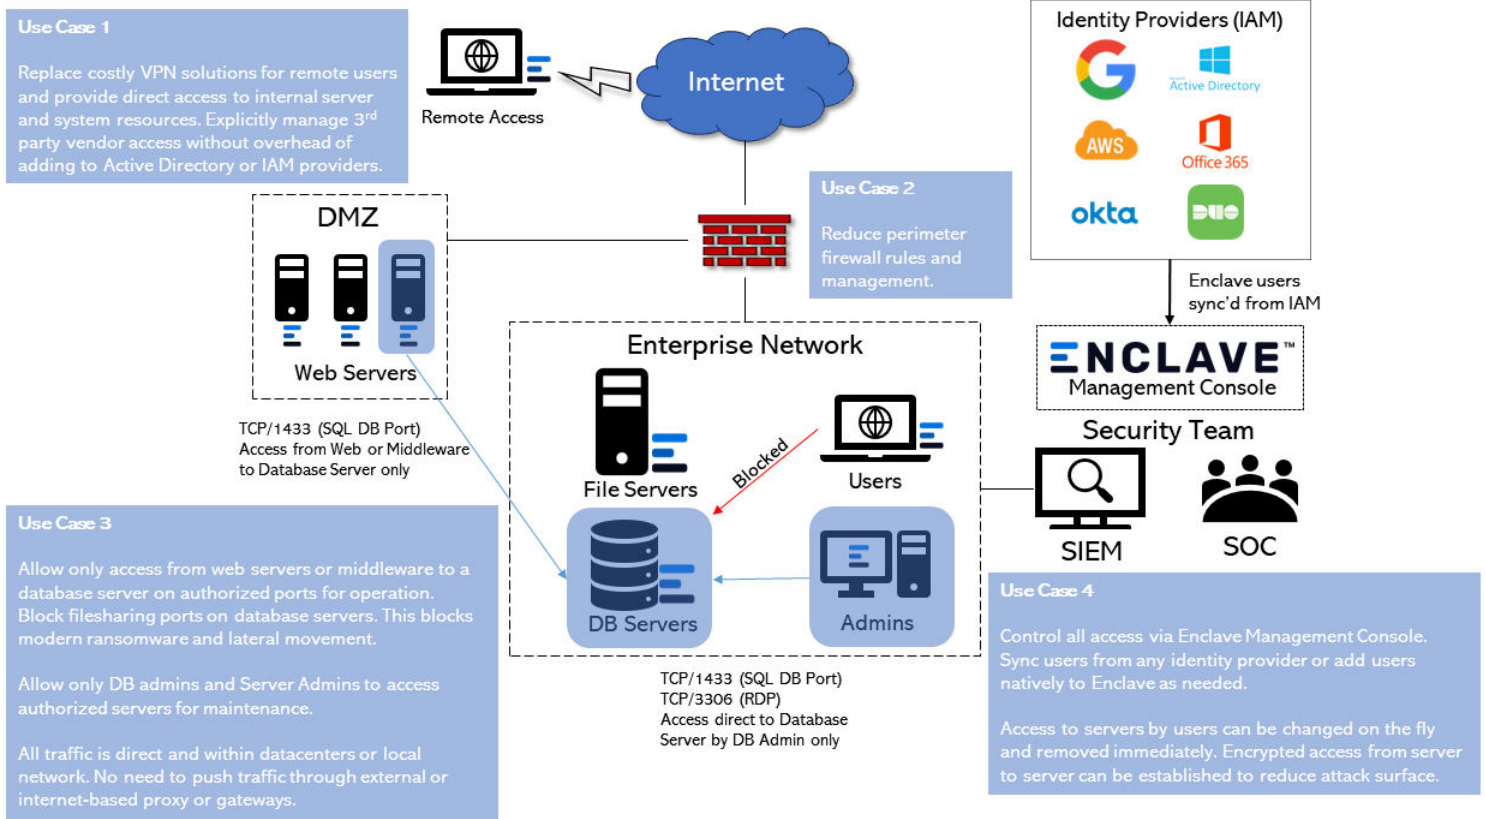 Use Case 1
Replace costly VPN solutions for remote users
and provide direct access to internal server
and system resources. Explicitly manage 3rd
party vendor access without overhead of
adding to Active Directory or IAM providers.
Remote Access
Internet
Identity Providers (IAM)
Active Directory
AWS
Office 365
okta
DUO
Use Case 2
Reduce perimeter
firewall rules and
management.
Enclave users
sync'd from IAM
DMZ
Web Servers
TCP/1433 (SQL DB Port)
Access from Web or Middleware
to Database Server only
Enterprise Network
File Servers
Users
Blocked
DB Servers
Admins
TCP/1433 (SQL DB Port)
TCP/3306 (RDP)
Access direct to Database
Server by DB Admin only
ENCLAVE™
Management Console
Security Team
SIEM
SOC
Use Case 3
Allow only access from web servers or middleware to a
database server on authorized ports for operation.
Block filesharing ports on database servers. This blocks
modern ransomware and lateral movement.
Allow only DB admins and Server Admins to access
authorized servers for maintenance.
All traffic is direct and within datacenters or local
network. No need to push traffic through external or
internet-based proxy or gateways.
Use Case 4
Control all access via Enclave Management Console.
Sync users from any identity provider or add users
natively to Enclave as needed.
Access to servers by users can be changed on the fly
and removed immediately. Encrypted access from server
to server can be established to reduce attack surface.